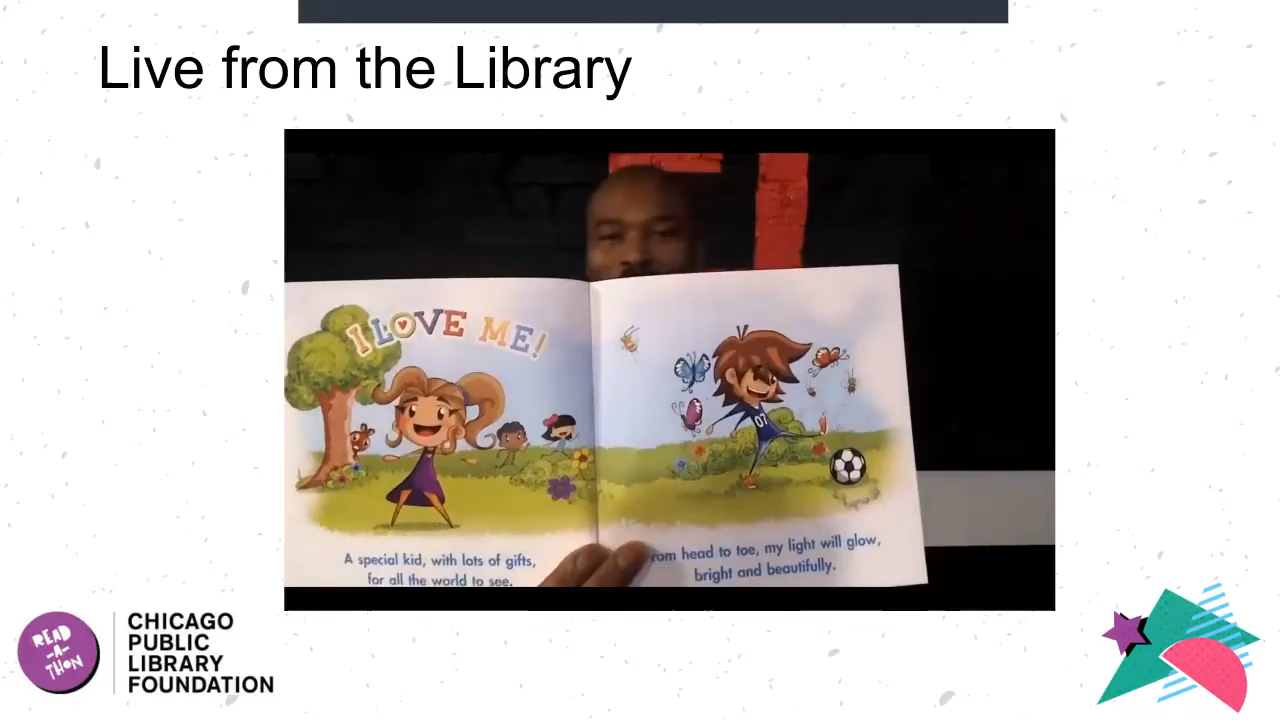 Live from the Library
I LOVE ME!
A special kid, with lots of gifts,
for all the world to see.
rom head to toe, my light will glow,
bright and beautifully.
07
READ
-A-
THON
CHICAGO
PUBLIC
LIBRARY
FOUNDATION